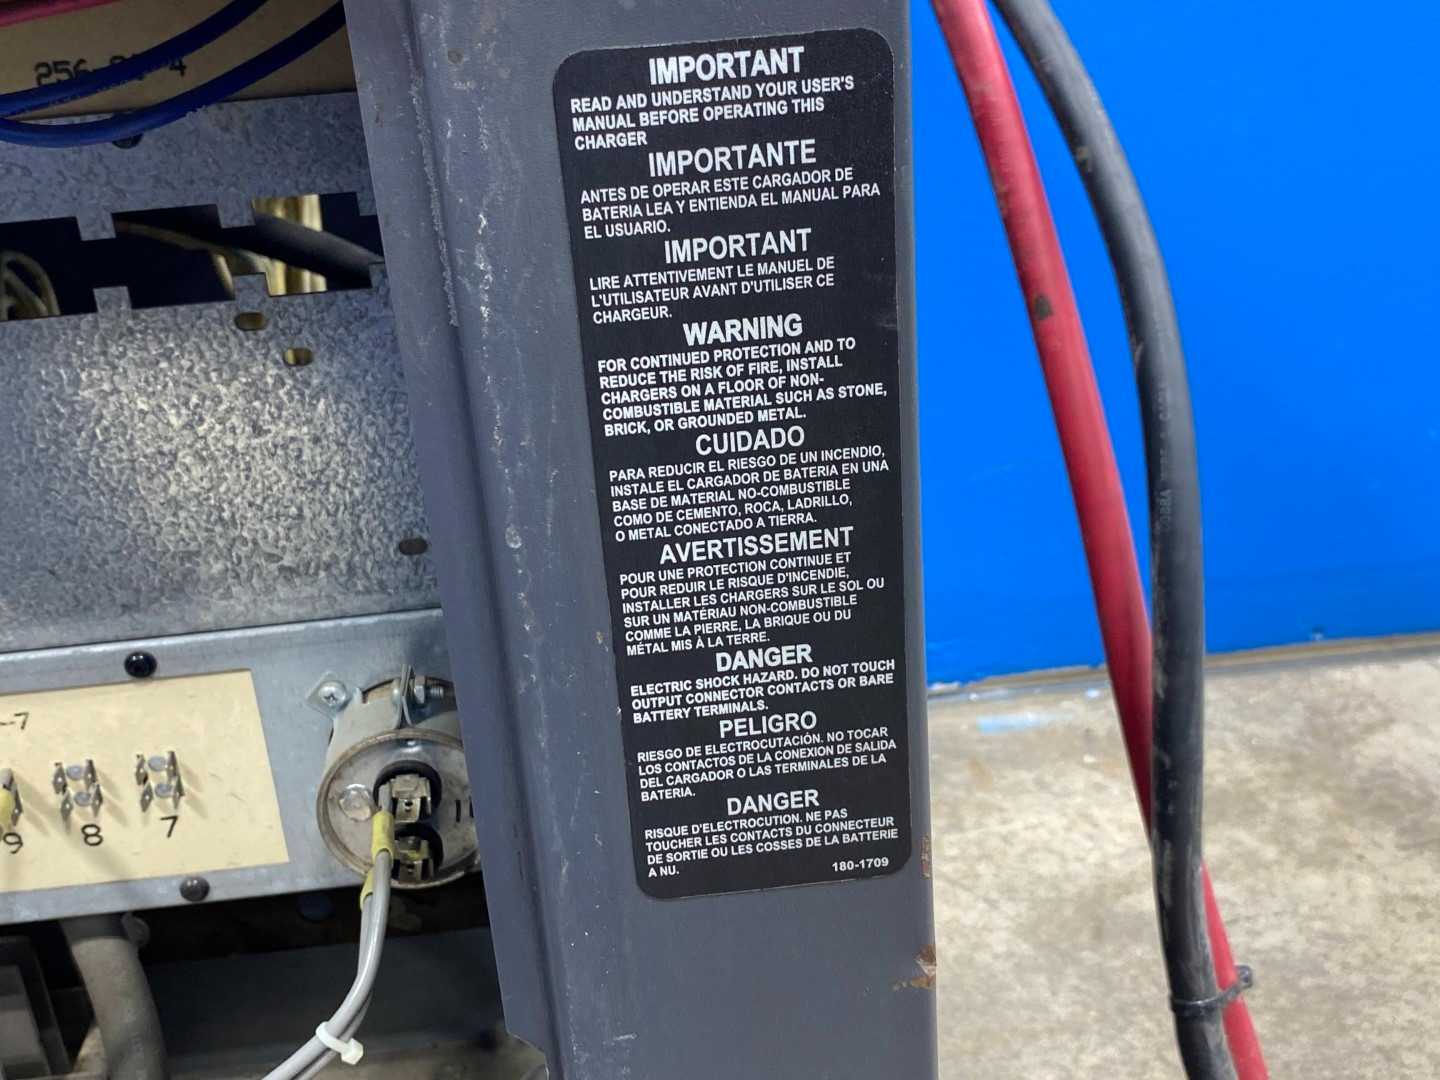 IMPORTANT
READ AND UNDERSTAND YOUR USER'S
MANUAL BEFORE OPERATING THIS
CHARGER
IMPORTANTE
ANTES DE OPERAR ESTE CARGADOR DE
BATERIA LEA Y ENTIENDA EL MANUAL PARA
EL USUARIO.
IMPORTANT
LIRE ATTENTIVEMENT LE MANUEL DE
L'UTILISATEUR AVANT D'UTILISER CE
CHARGEUR.
WARNING
FOR CONTINUED PROTECTION AND TO
REDUCE THE RISK OF FIRE, INSTALL
CHARGERS ON A FLOOR OF NON-
COMBUSTIBLE MATERIAL SUCH AS STONE,
BRICK, OR GROUNDED METAL.
CUIDADO
PARA REDUCIR EL RIESGO DE UN INCENDIO,
INSTALE EL CARGADOR DE BATERIA EN UNA
BASE DE MATERIAL NO-COMBUSTIBLE
COMO DE CEMENTO, ROCA, LADRILLO,
O METAL CONECTADO A TIERRA.
AVERTISSEMENT
POUR UNE PROTECTION CONTINUE ET
POUR REDUIR LE RISQUE D'INCENDIE,
INSTALLER LES CHARGERS SUR LE SOL OU
SUR UN MATÉRIAU NON-COMBUSTIBLE
COMME LA PIERRE, LA BRIQUE OU DU
MÉTAL MIS À LA TERRE.
DANGER
ELECTRIC SHOCK HAZARD. DO NOT TOUCH
OUTPUT CONNECTOR CONTACTS OR BARE
BATTERY TERMINALS.
PELIGRO
RIESGO DE ELECTROCUTACIÓN. NO TOCAR
LOS CONTACTOS DE LA CONEXION DE SALIDA
DEL CARGADOR O LAS TERMINALES DE LA
BATERIA.
DANGER
RISQUE D'ELECTROCUTION. NE PAS
TOUCHER LES CONTACTS DU CONNECTEUR
DE SORTIE OU LES COSSES DE LA BATTERIE
A NU.
180-1709
256
4
-7
9
8
7
COBRA